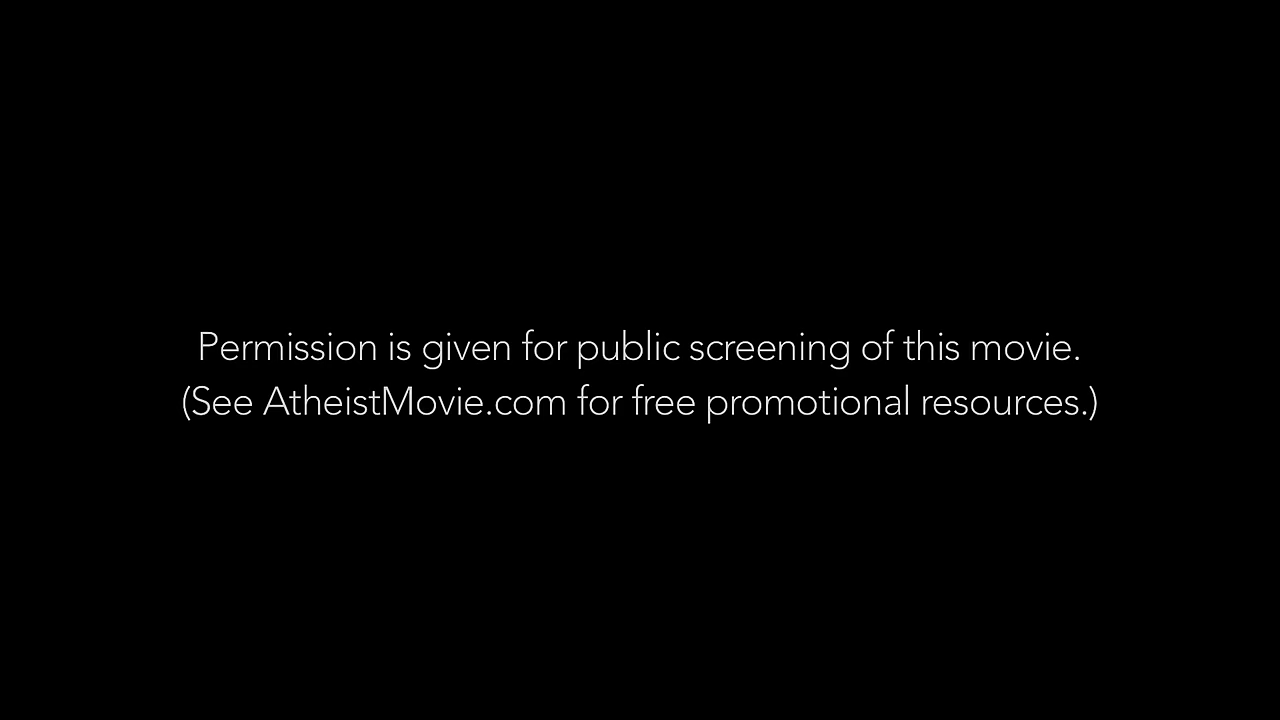 Permission is given for public screening of this movie.
(See AtheistMovie.com for free promotional resources.)